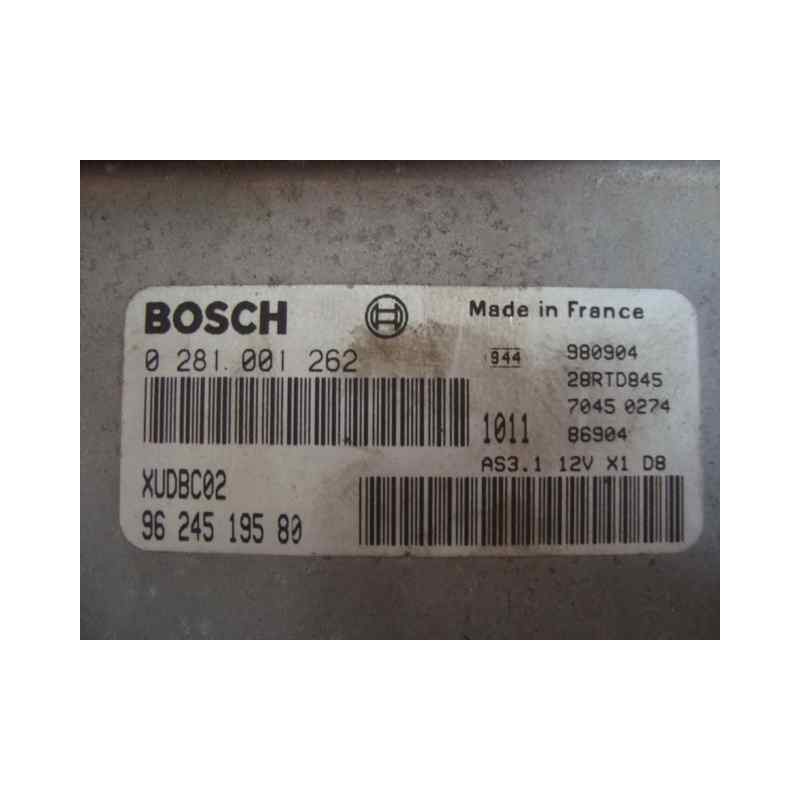 BOSCH
Made in France
0 281 001 262
944
980904
28RTD845
7045 0274
1011
86904
AS3.1 12V X1 D8
XUDBC02
96 245 195 80